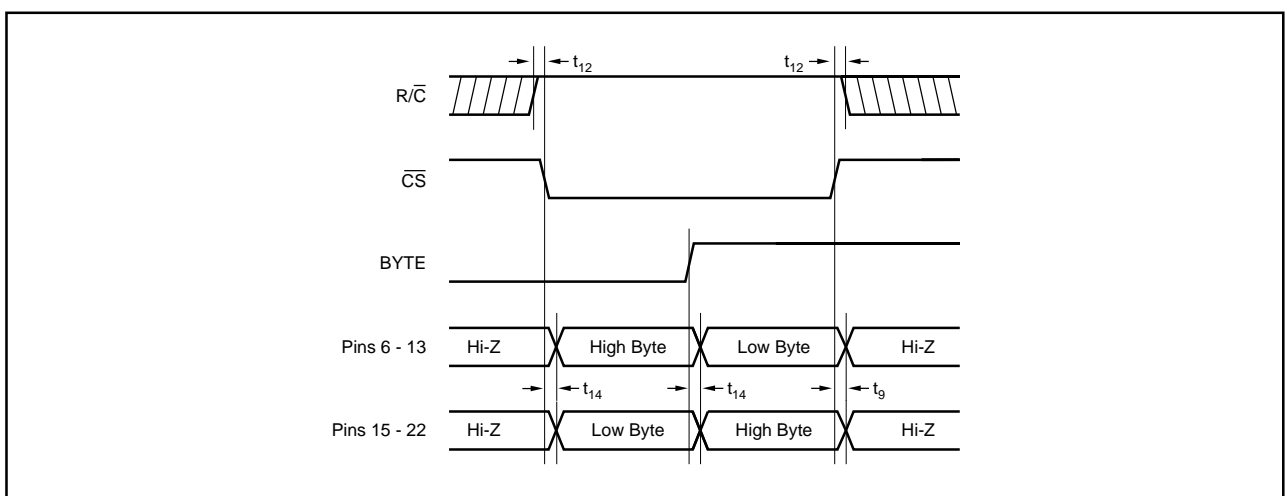 t12 t12
R/C̅
C̅S̅
BYTE
Pins 6 - 13 Hi-Z High Byte Low Byte Hi-Z
t14 t14 t9
Pins 15 - 22 Hi-Z Low Byte High Byte Hi-Z